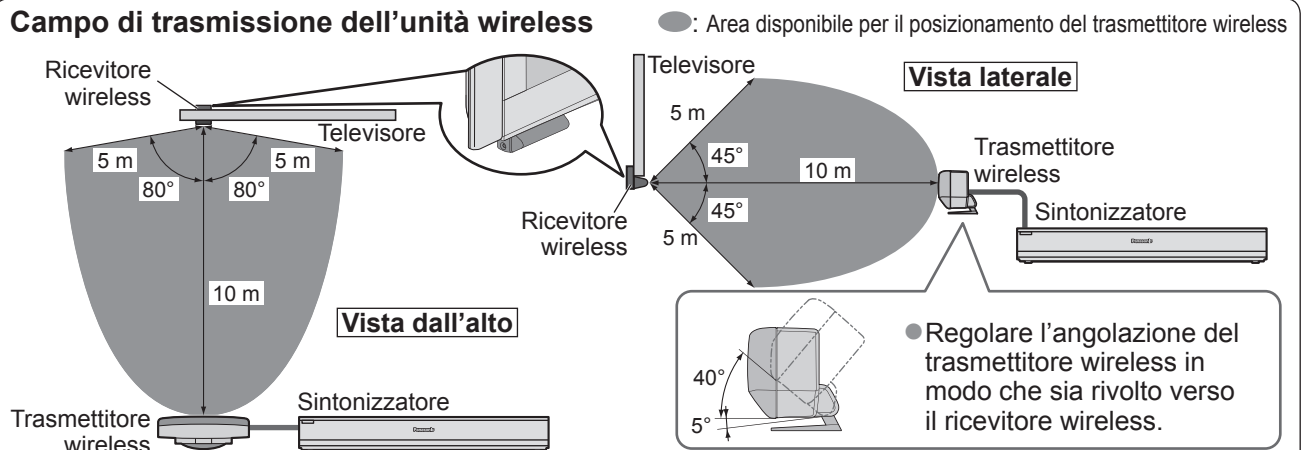 Campo di trasmissione dell'unità wireless
: Area disponibile per il posizionamento del trasmettitore wireless
Ricevitore
wireless
Televisore
5 m
5 m
80°
80°
10 m
Vista dall'alto
Trasmettitore
wireless
Sintonizzatore
Panasonic
Televisore
Vista laterale
5 m
45°
10 m
45°
5 m
Ricevitore
wireless
Trasmettitore
wireless
Sintonizzatore
Panasonic
40°
5°
●Regolare l'angolazione del
trasmettitore wireless in
modo che sia rivolto verso
il ricevitore wireless.